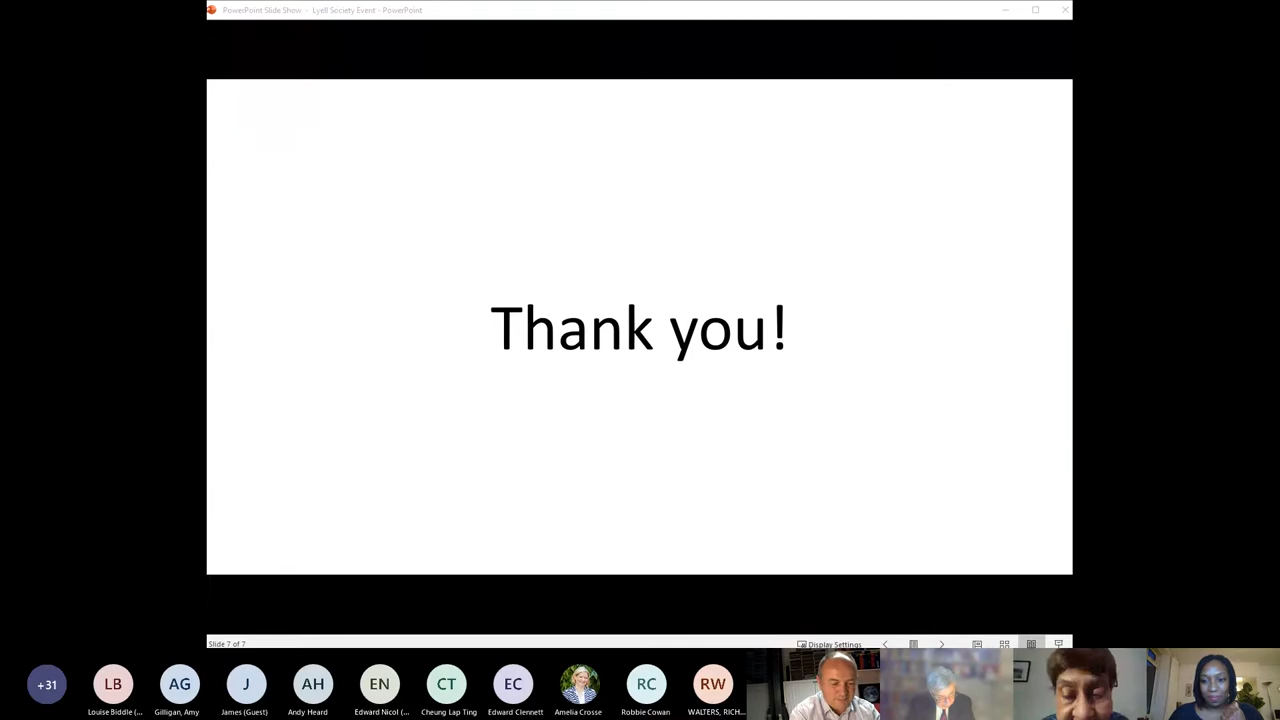 PowerPoint Slide Show - Lyell Society Event - PowerPoint
Thank you!
Slide 7 of 7
Display Settings
+31
LB
AG
J
AH
EN
CT
EC
RC
RW
Louise Biddle (...
Gilligan, Amy
James (Guest)
Andy Heard
Edward Nicol (...
Cheung Lap Ting
Edward Clennett
Amelia Crosse
Robbie Cowan
WALTERS, RICH...